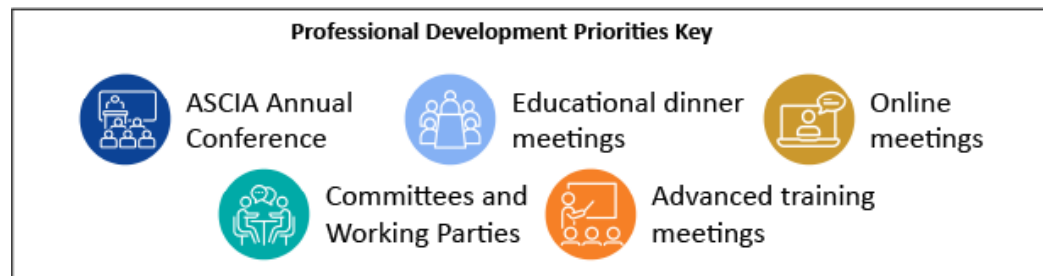 Professional Development Priorities Key
ASCIA Annual
Conference
Educational dinner
meetings
Online
meetings
Committees and
Working Parties
Advanced training
meetings